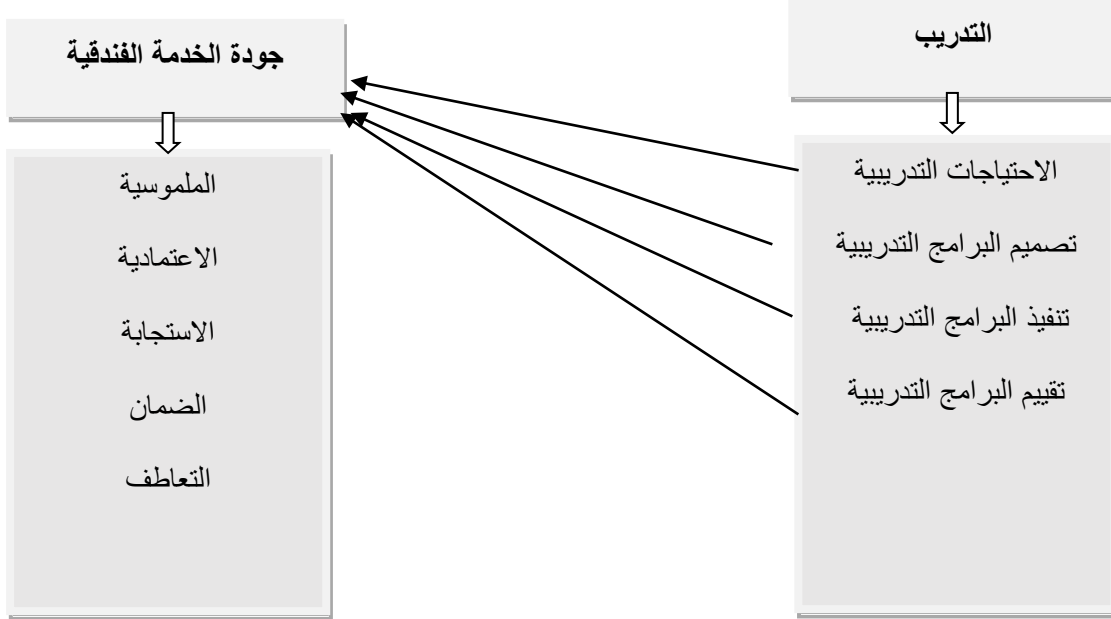 التدريب
الاحتياجات التدريبية
تصميم البرامج التدريبية
تنفيذ البرامج التدريبية
تقييم البرامج التدريبية
جودة الخدمة الفندقية
الملموسية
الاعتمادية
الاستجابة
الضمان
التعاطف